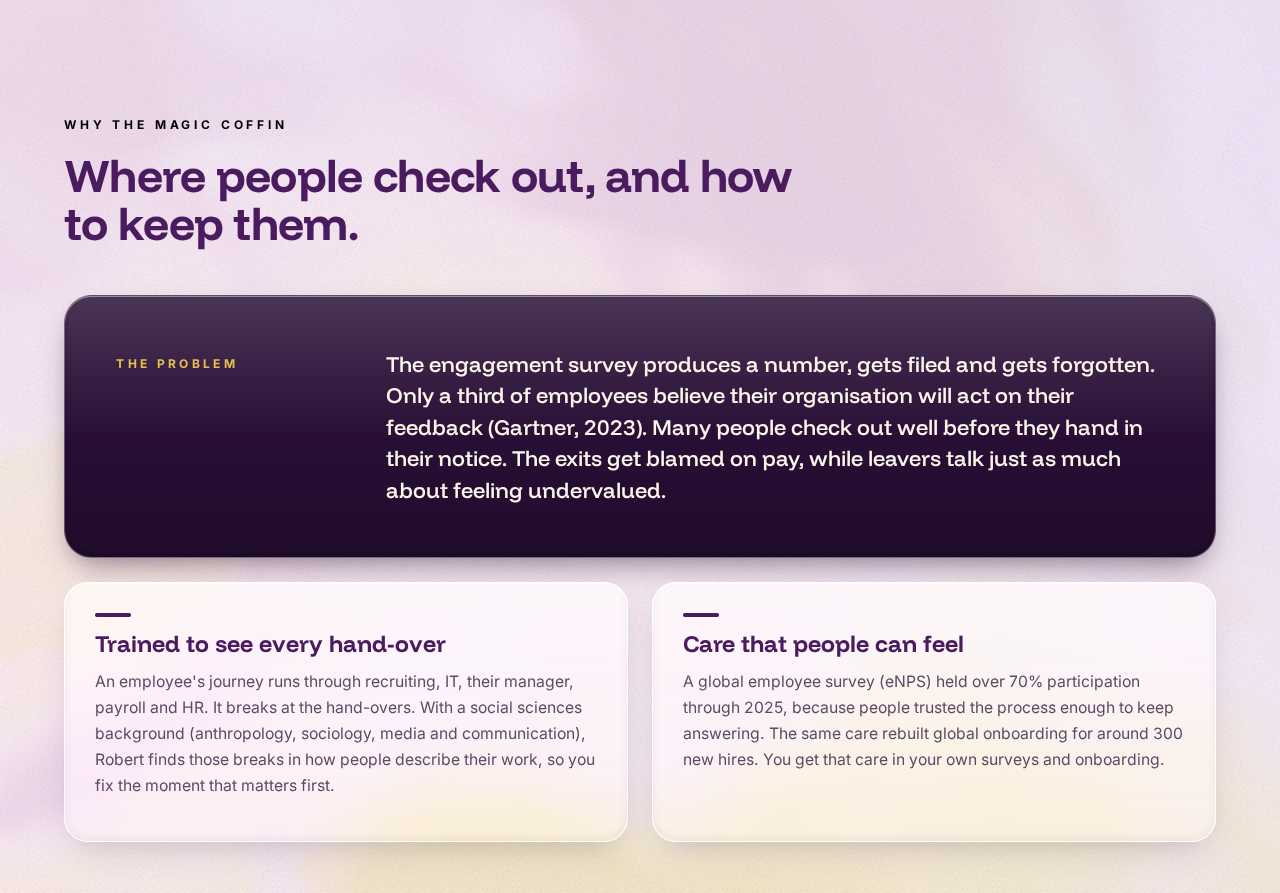 WHY THE MAGIC COFFIN
Where people check out, and how
to keep them.
THE PROBLEM
The engagement survey produces a number, gets filed and gets forgotten.
Only a third of employees believe their organisation will act on their
feedback (Gartner, 2023). Many people check out well before they hand in
their notice. The exits get blamed on pay, while leavers talk just as much
about feeling undervalued.
Trained to see every hand-over
An employee's journey runs through recruiting, IT, their manager,
payroll and HR. It breaks at the hand-overs. With a social sciences
background (anthropology, sociology, media and communication),
Robert finds those breaks in how people describe their work, so you
fix the moment that matters first.
Care that people can feel
A global employee survey (eNPS) held over 70% participation
through 2025, because people trusted the process enough to keep
answering. The same care rebuilt global onboarding for around 300
new hires. You get that care in your own surveys and onboarding.